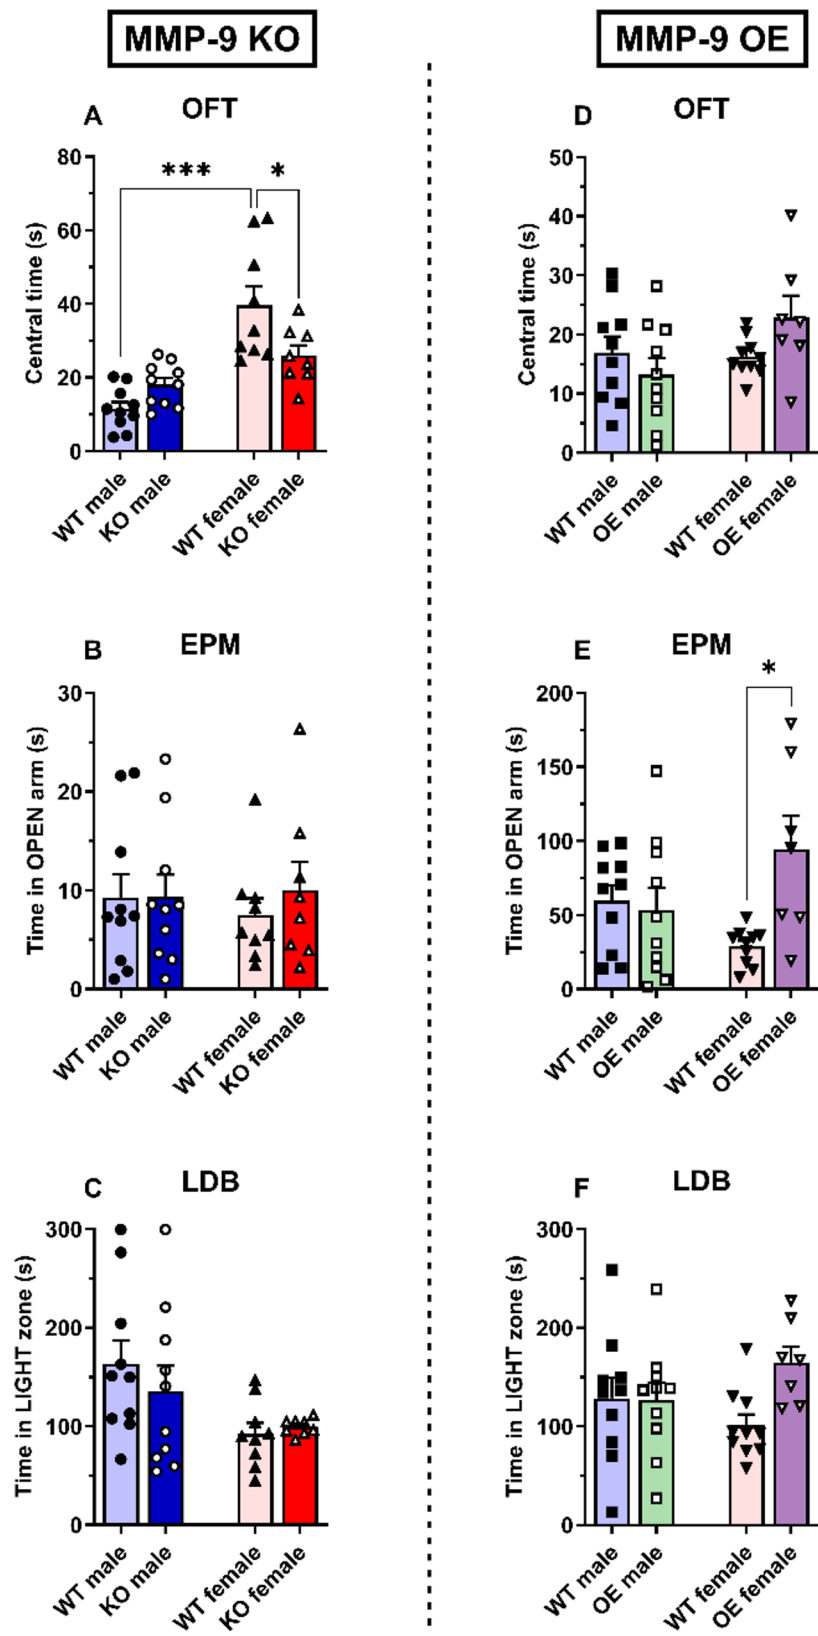 MMP-9 KO
MMP-9 OE
A
OFT
Central time (s)
80
60
40
20
0
***
*
WT male
KO male
WT female
KO female
D
OFT
Central time (s)
50
40
30
20
10
0
WT male
OE male
WT female
OE female
B
EPM
Time in OPEN arm (s)
30
20
10
0
WT male
KO male
WT female
KO female
E
EPM
Time in OPEN arm (s)
200
150
100
50
0
*
WT male
OE male
WT female
OE female
C
LDB
Time in LIGHT zone (s)
300
200
100
0
WT male
KO male
WT female
KO female
F
LDB
Time in LIGHT zone (s)
300
200
100
0
WT male
OE male
WT female
OE female